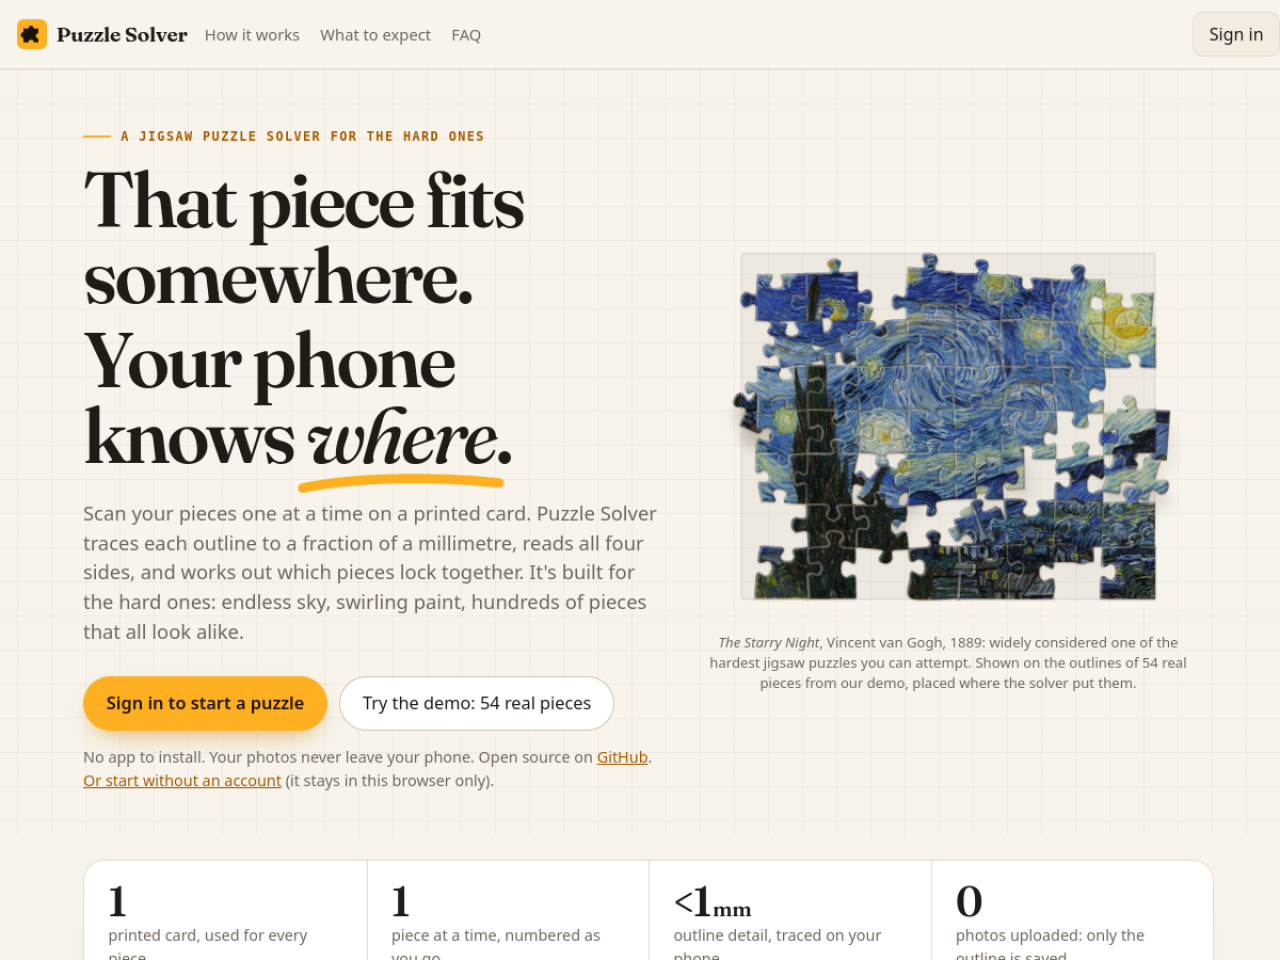 Puzzle Solver
How it works
What to expect
FAQ
Sign in
A JIGSAW PUZZLE SOLVER FOR THE HARD ONES
That piece fits
somewhere.
Your phone
knows where.
Scan your pieces one at a time on a printed card. Puzzle Solver
traces each outline to a fraction of a millimetre, reads all four
sides, and works out which pieces lock together. It's built for
the hard ones: endless sky, swirling paint, hundreds of pieces
that all look alike.
Sign in to start a puzzle
Try the demo: 54 real pieces
No app to install. Your photos never leave your phone. Open source on GitHub.
Or start without an account (it stays in this browser only).
The Starry Night, Vincent van Gogh, 1889: widely considered one of the
hardest jigsaw puzzles you can attempt. Shown on the outlines of 54 real
pieces from our demo, placed where the solver put them.
1
printed card, used for every
piece
1
piece at a time, numbered as
you go
<1mm
outline detail, traced on your
phone
0
photos uploaded: only the
outline is saved